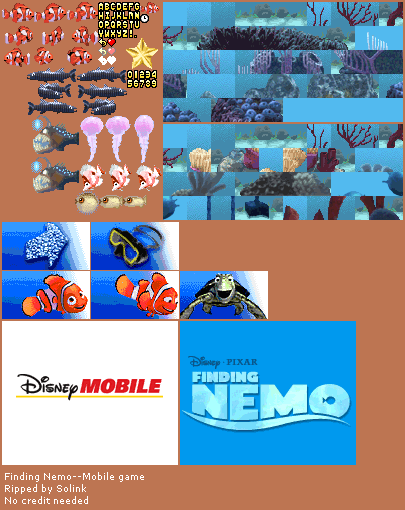 ABCDEFG
HIJKLMN
OPQRSTU
VWXYZ!.
01234
56789
Disney MOBILE
Disney · PIXAR
FINDING
NEMO
Finding Nemo--Mobile game
Ripped by Solink
No credit needed